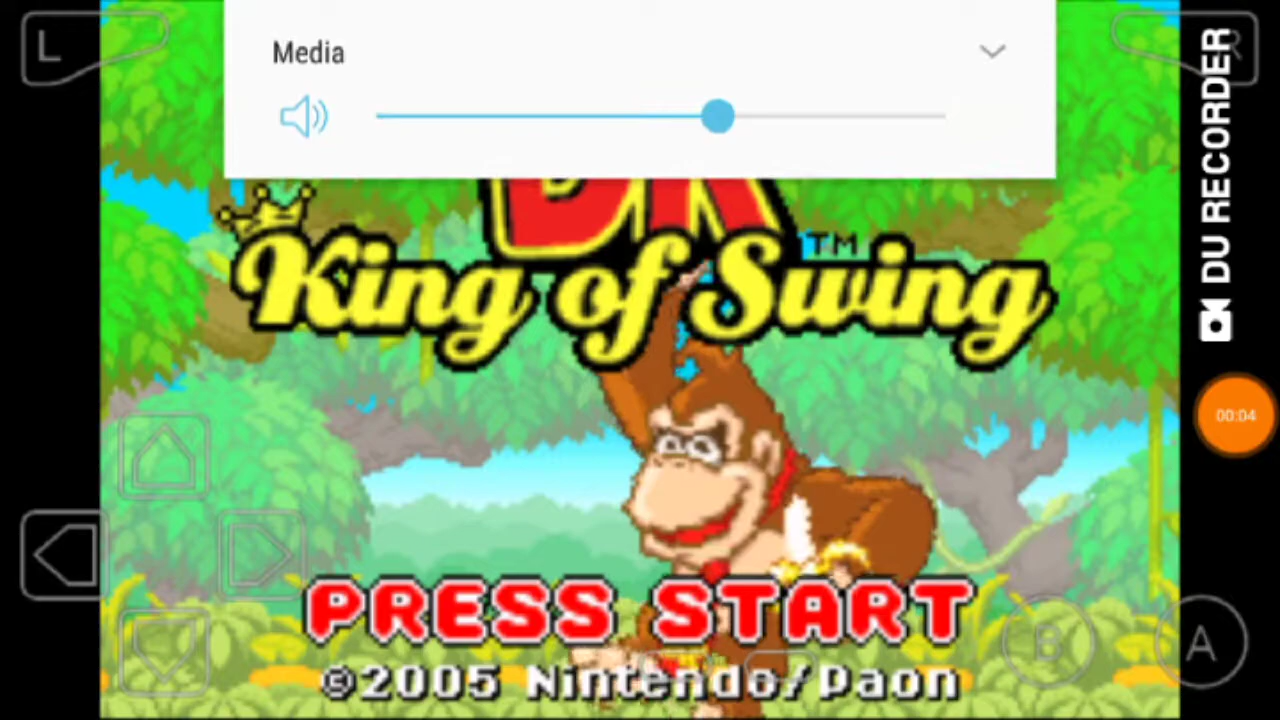 L
R
Media
DU RECORDER
DK
King of Swing
TM
00:04
PRESS START
B
A
©2005 Nintendo/Paon